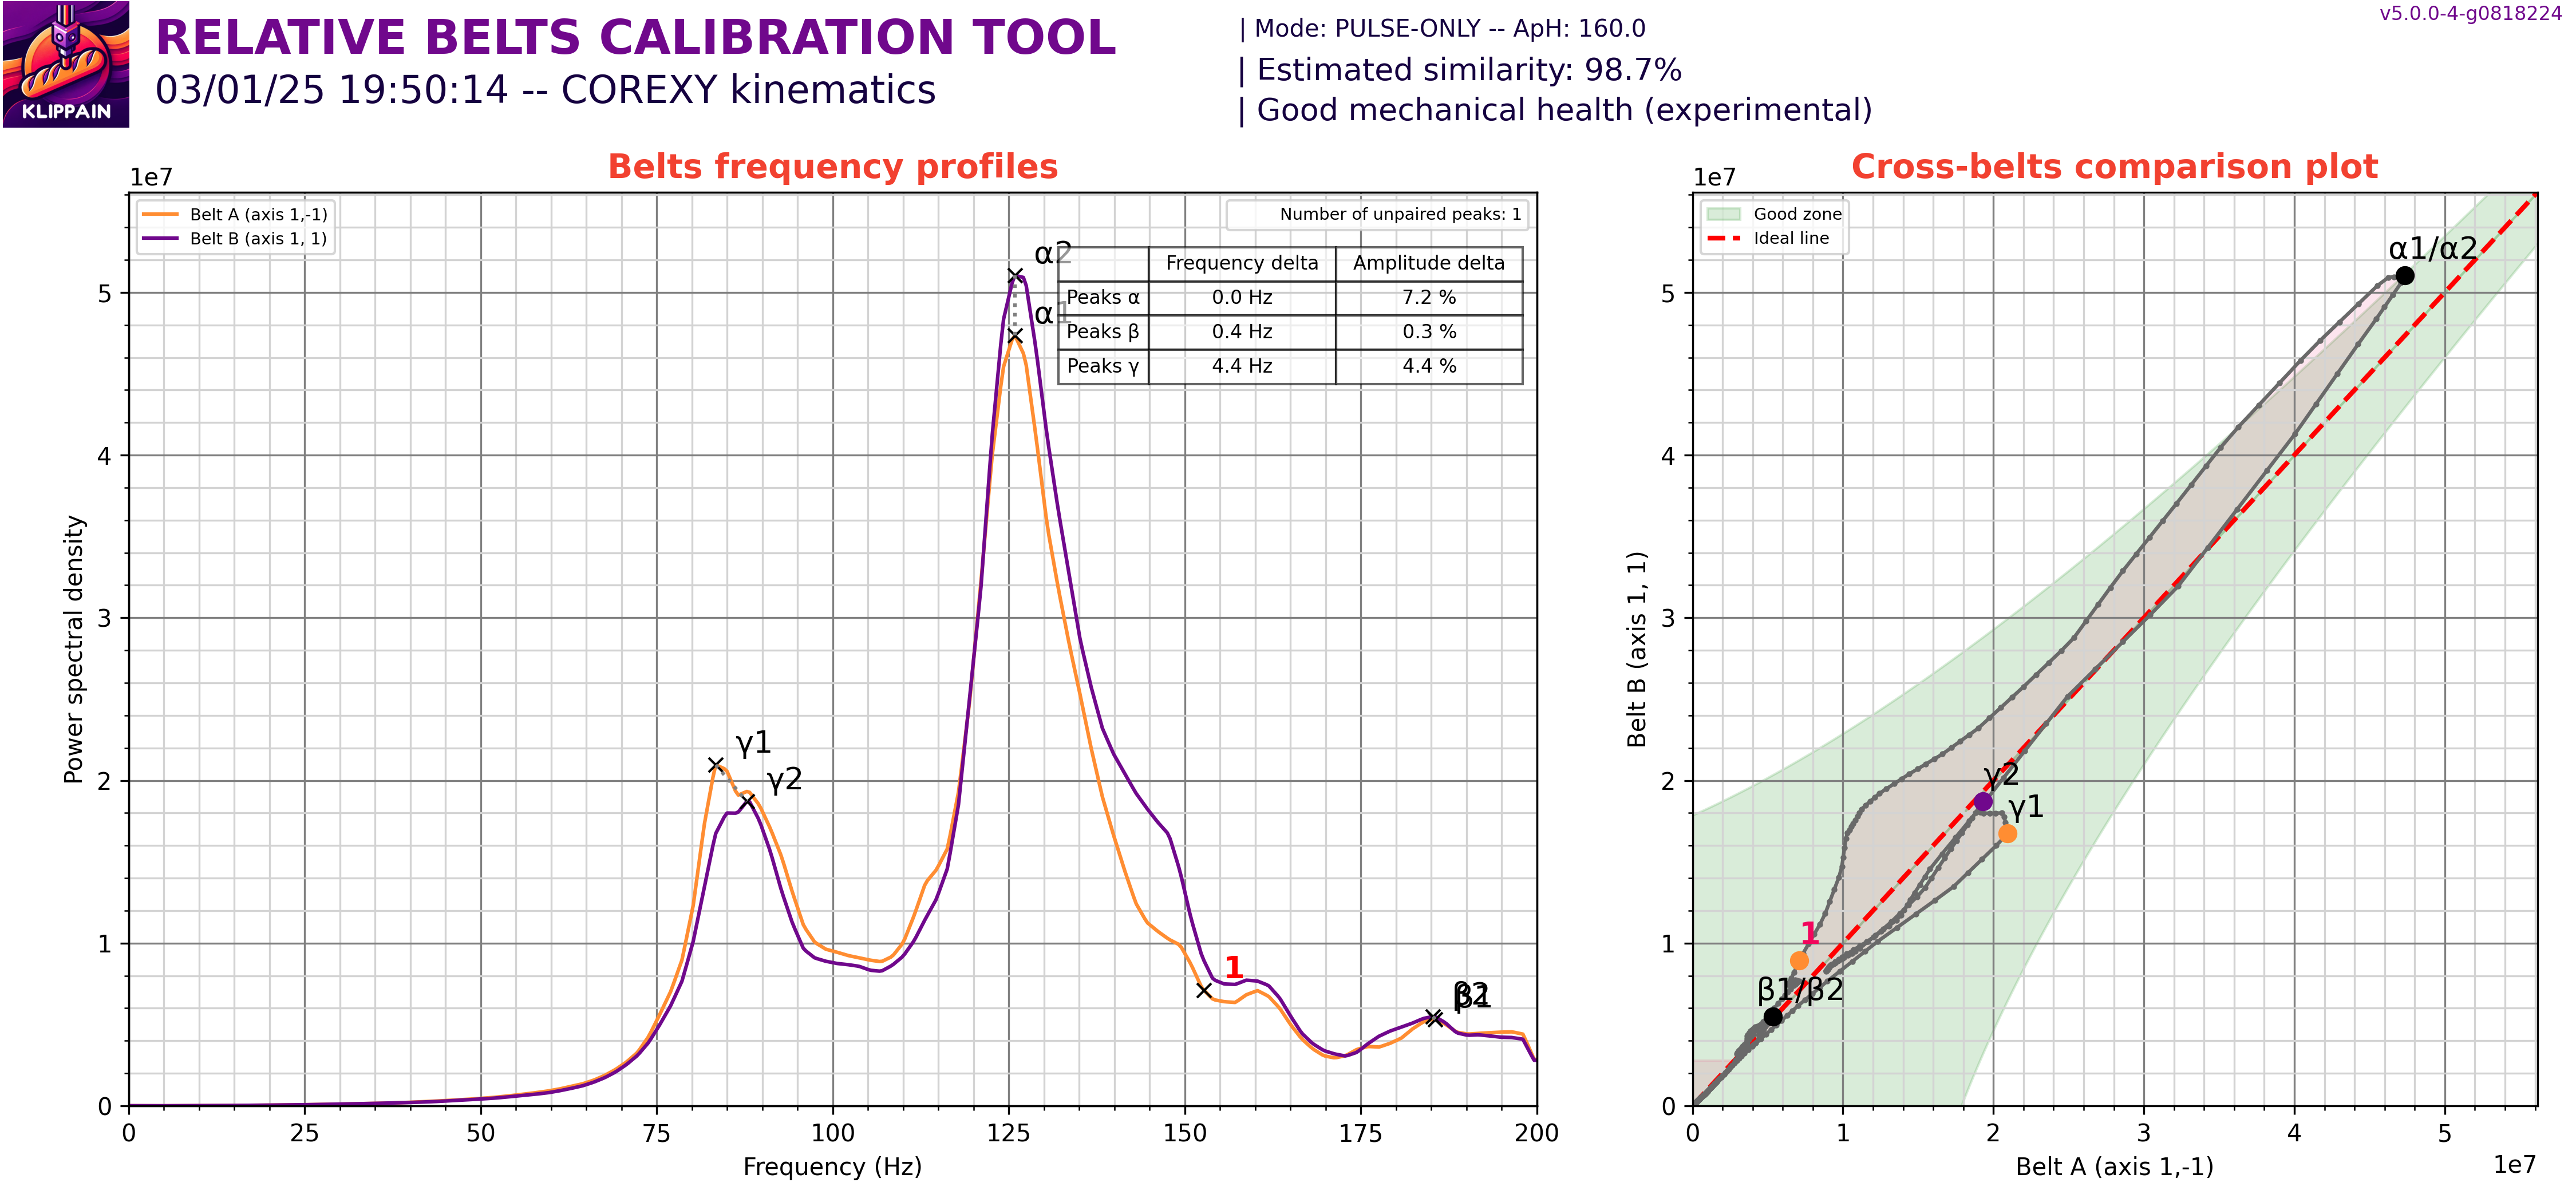 KLIPPAIN
RELATIVE BELTS CALIBRATION TOOL
03/01/25 19:50:14 -- COREXY kinematics
| Mode: PULSE-ONLY -- ApH: 160.0
| Estimated similarity: 98.7%
| Good mechanical health (experimental)
v5.0.0-4-g0818224
Belts frequency profiles
1e7
Belt A (axis 1,-1)
Belt B (axis 1, 1)
Number of unpaired peaks: 1
Frequency delta Amplitude delta
Peaks α 0.0 Hz 7.2 %
Peaks β 0.4 Hz 0.3 %
Peaks γ 4.4 Hz 4.4 %
α2
α1
γ1
γ2
1
β2
β1
5
4
3
2
1
0
Power spectral density
0 25 50 75 100 125 150 175 200
Frequency (Hz)
Cross-belts comparison plot
1e7
Good zone
Ideal line
α1/α2
γ2
γ1
1
β1/β2
5
4
3
2
1
0
Belt B (axis 1, 1)
0 1 2 3 4 5
1e7
Belt A (axis 1,-1)